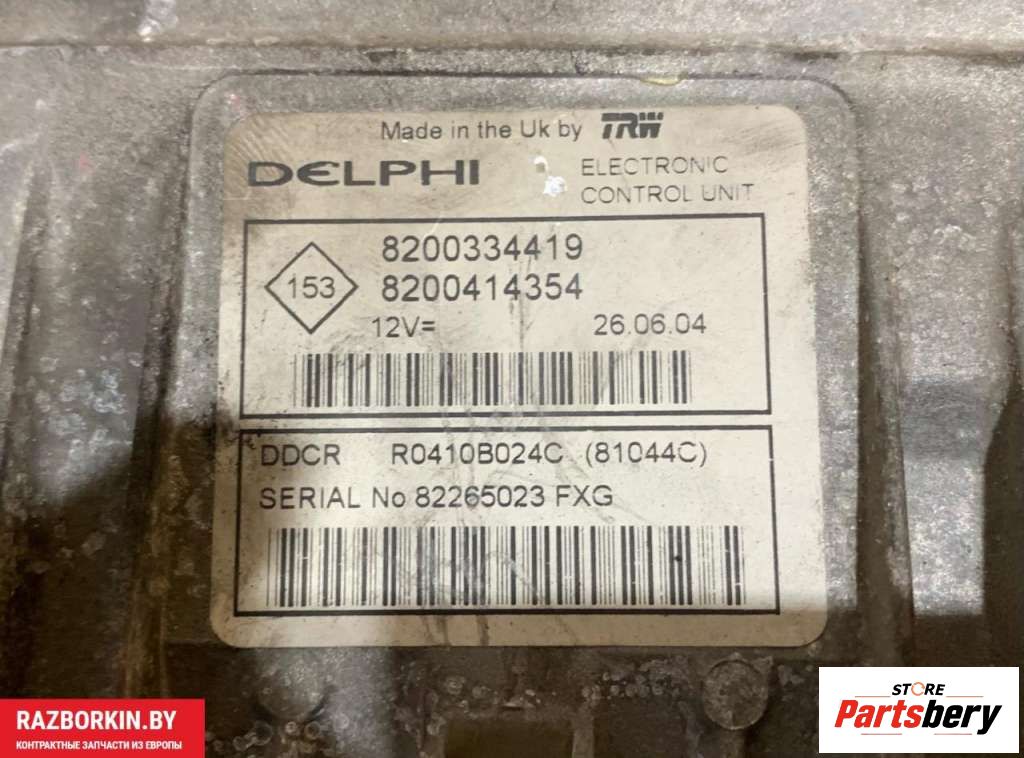 Made in the Uk by TRW
DELPHI
ELECTRONIC
CONTROL UNIT
153
8200334419
8200414354
12V=
26.06.04
DDCR R0410B024C (81044C)
SERIAL No 82265023 FXG
RAZBORKIN.BY
КОНТРАКТНЫЕ ЗАПЧАСТИ ИЗ ЕВРОПЫ
STORE
Partsbery